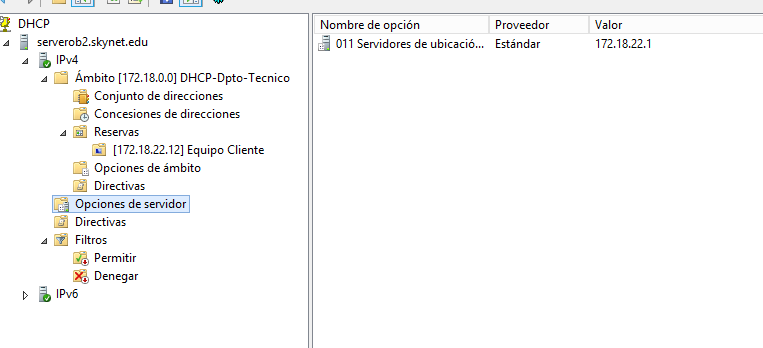 DHCP
serverob2.skynet.edu
IPv4
Ámbito [172.18.0.0] DHCP-Dpto-Tecnico
Conjunto de direcciones
Concesiones de direcciones
Reservas
[172.18.22.12] Equipo Cliente
Opciones de ámbito
Directivas
Opciones de servidor
Directivas
Filtros
Permitir
Denegar
IPv6
Nombre de opción Proveedor Valor
011 Servidores de ubicació... Estándar 172.18.22.1